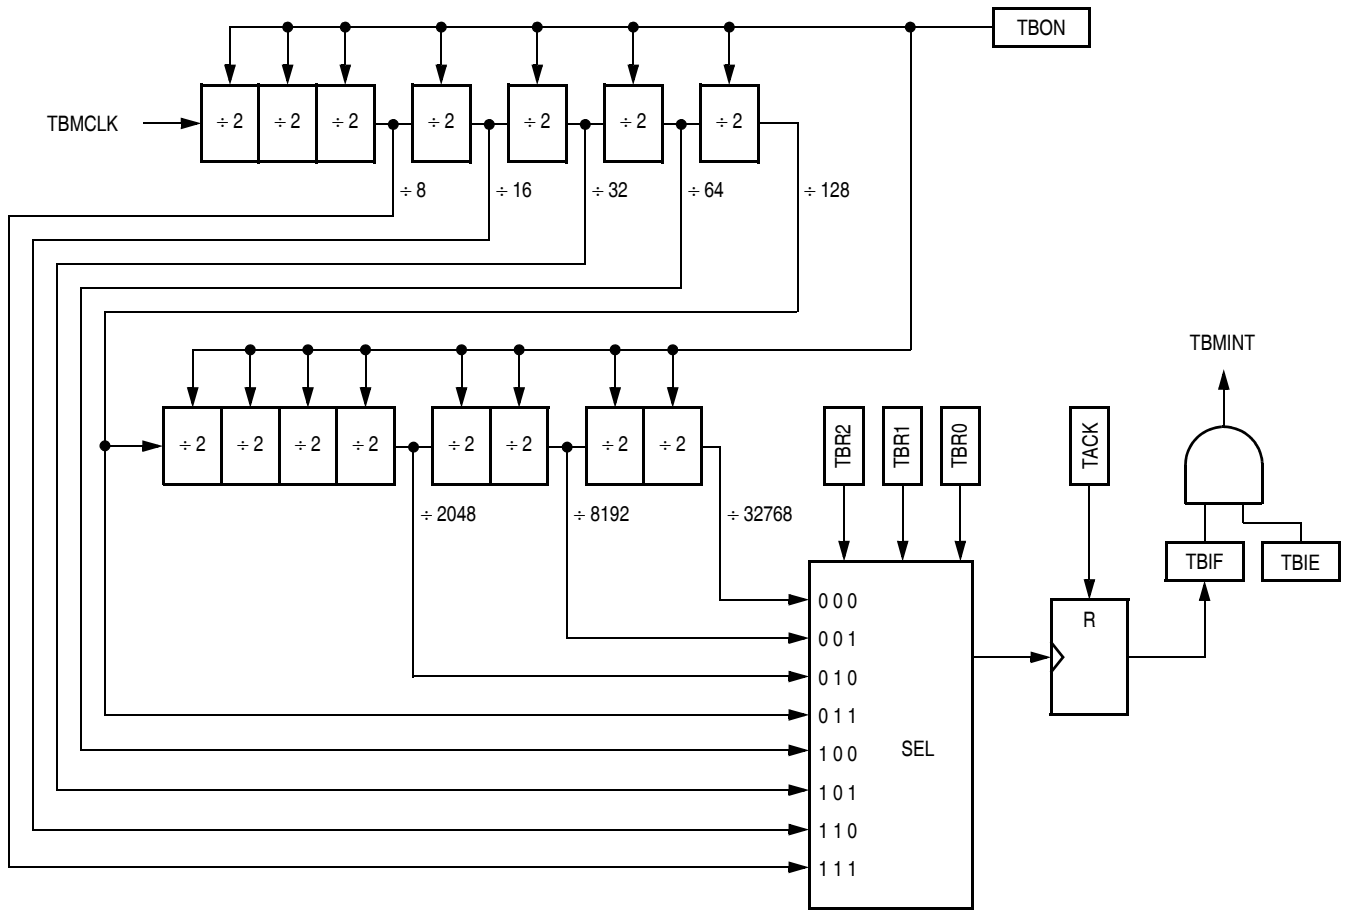 TBON
TBMCLK
÷ 2 ÷ 2 ÷ 2 ÷ 2 ÷ 2 ÷ 2 ÷ 2
÷ 8 ÷ 16 ÷ 32 ÷ 64 ÷ 128
TBMINT
÷ 2 ÷ 2 ÷ 2 ÷ 2 ÷ 2 ÷ 2 ÷ 2 ÷ 2
TBR2
TBR1
TBR0
TACK
÷ 2048 ÷ 8192 ÷ 32768
TBIF TBIE
0 0 0
R
0 0 1
0 1 0
0 1 1
SEL
1 0 0
1 0 1
1 1 0
1 1 1